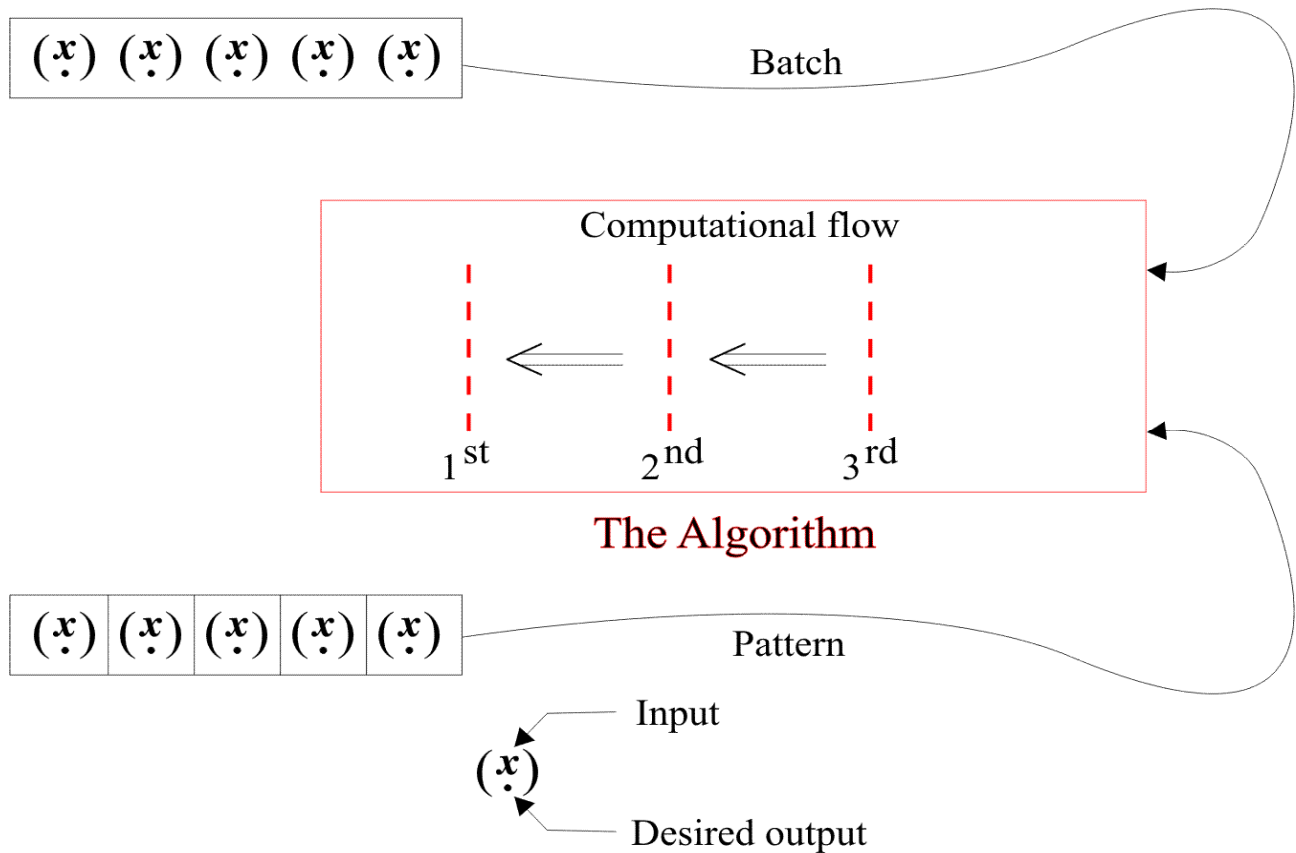 (x.) (x.) (x.) (x.) (x.)
Batch
Computational flow
1st 2nd 3rd
The Algorithm
(x.) (x.) (x.) (x.) (x.)
Pattern
Input
(x.)
Desired output